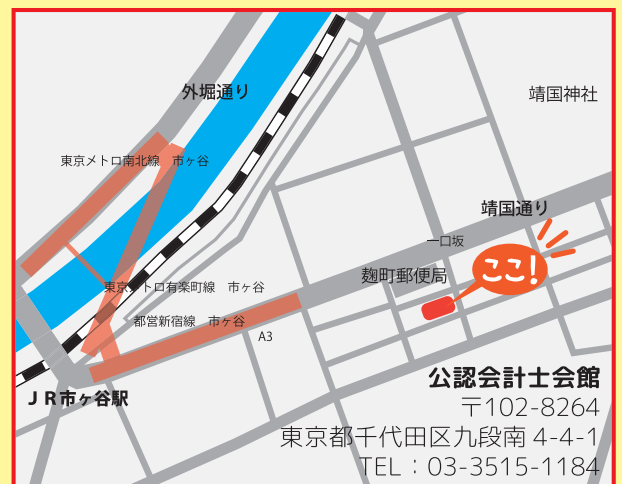 外堀通り
靖国神社
東京メトロ南北線　市ヶ谷
靖国通り
一口坂
ここ!
麹町郵便局
東京メトロ有楽町線　市ヶ谷
都営新宿線　市ヶ谷
A3
公認会計士会館
ＪＲ市ヶ谷駅
〒102-8264
東京都千代田区九段南 4-4-1
TEL：03-3515-1184